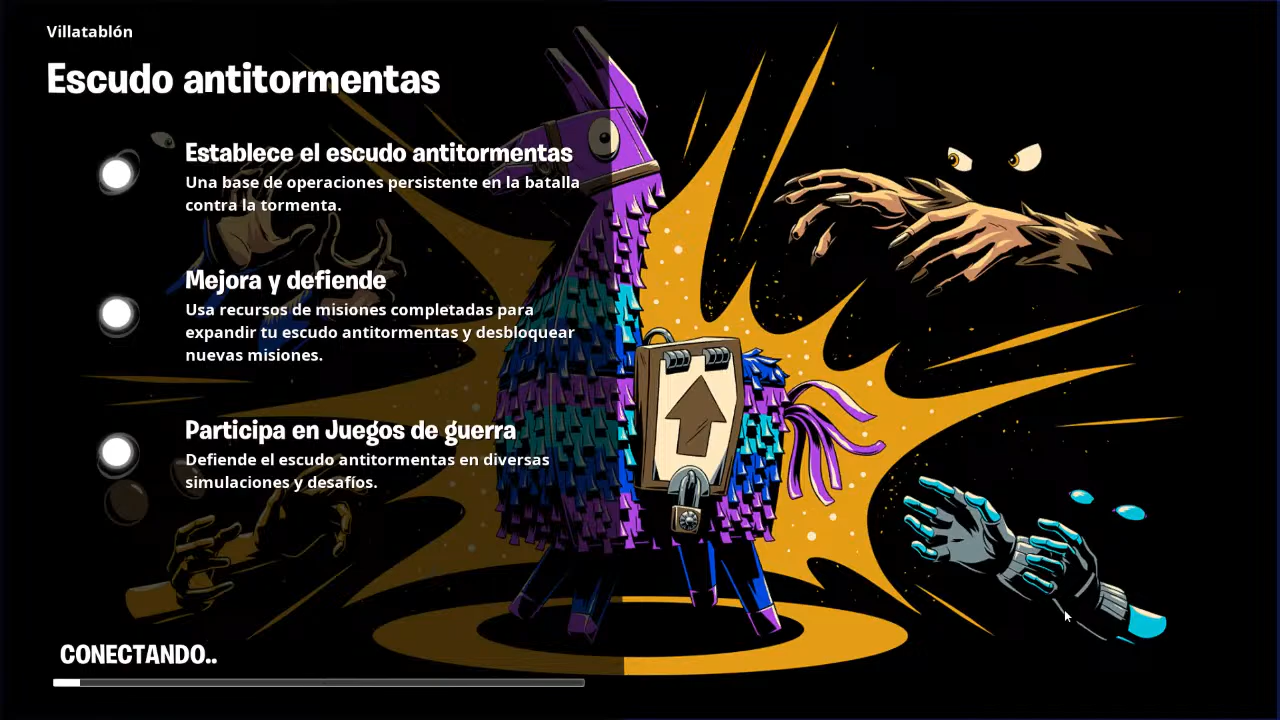 Villatablón
Escudo antitormentas
Establece el escudo antitormentas
Una base de operaciones persistente en la batalla
contra la tormenta.
Mejora y defiende
Usa recursos de misiones completadas para
expandir tu escudo antitormentas y desbloquear
nuevas misiones.
Participa en Juegos de guerra
Defiende el escudo antitormentas en diversas
simulaciones y desafíos.
CONECTANDO..